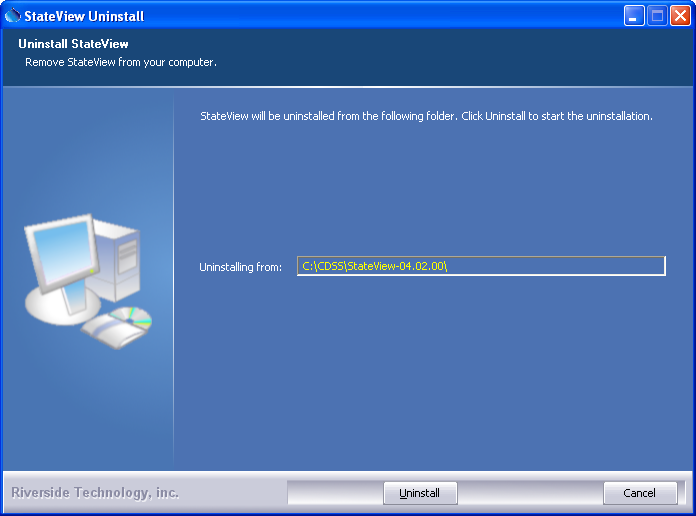 StateView Uninstall
Uninstall StateView
Remove StateView from your computer.
StateView will be uninstalled from the following folder. Click Uninstall to start the uninstallation.
Uninstalling from: C:\CDSS\StateView-04.02.00\
Riverside Technology, inc.
Uninstall
Cancel